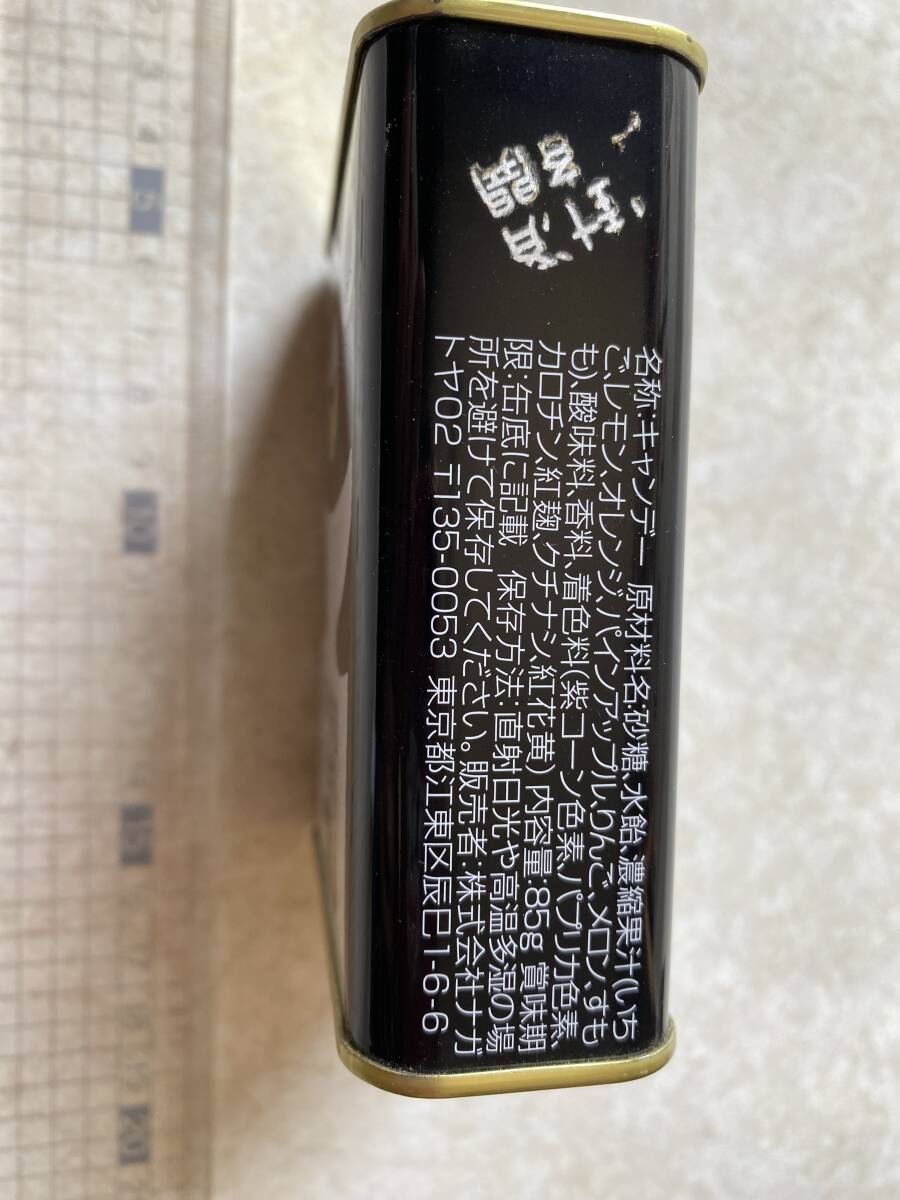 名称:キャンデー 原材料名:砂糖、水飴、濃縮果汁(いち
ご、レモン、オレンジ、パインアップル、りんご、メロン、すも
も)、酸味料、香料、着色料(紫コーン色素、パプリカ色素、
カロチン、紅麹、クチナシ、紅花黄) 内容量:85g 賞味期
限:缶底に記載 保存方法:直射日光や高温多湿の場
所を避けて保存してください。販売者:株式会社ナガ
トヤ02 〒135-0053 東京都江東区辰巳1-6-6
5
10
15